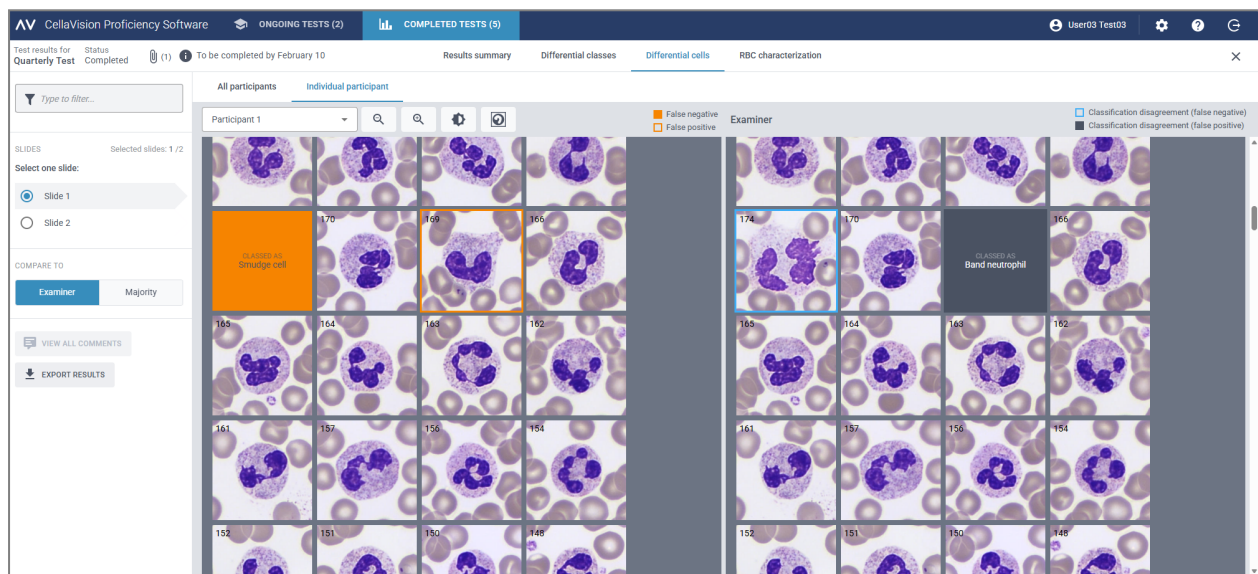 CellaVision Proficiency Software
ONGOING TESTS (2)
COMPLETED TESTS (5)
User03 Test03
Test results for
Quarterly Test
Status
Completed
(1)
To be completed by February 10
Results summary
Differential classes
Differential cells
RBC characterization
Type to filter...
SLIDES
Selected slides: 1 /2
Select one slide:
Slide 1
Slide 2
COMPARE TO
Examiner
Majority
VIEW ALL COMMENTS
EXPORT RESULTS
All participants
Individual participant
Participant 1
False negative
False positive
Examiner
Classification disagreement (false negative)
Classification disagreement (false positive)
CLASSED AS
Smudge cell
170
169
166
174
170
CLASSED AS
Band neutrophil
166
165
164
163
162
165
164
163
162
161
157
156
154
161
157
156
154
152
151
150
148
152
151
150
148